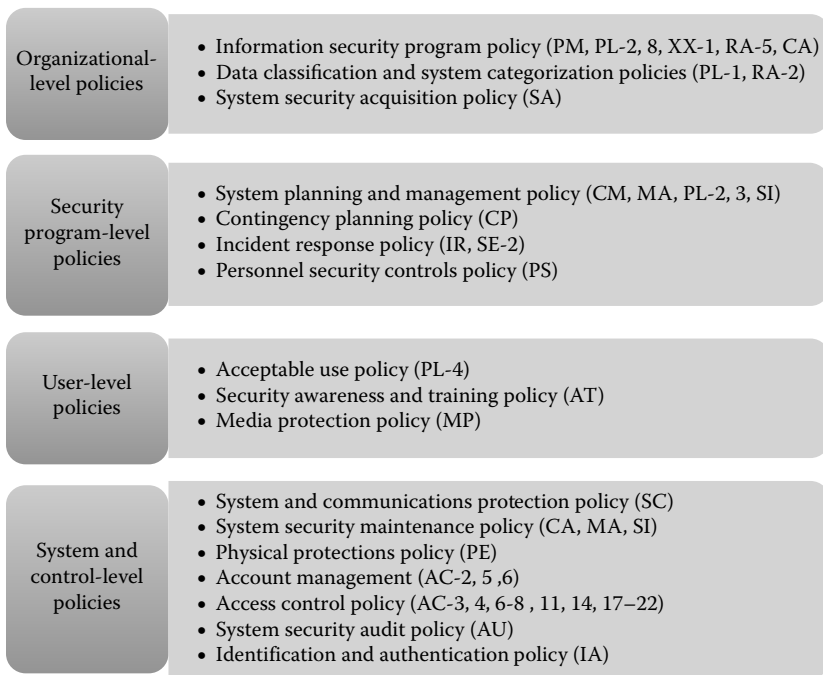 Organizational-
level policies
• Information security program policy (PM, PL-2, 8, XX-1, RA-5, CA)
• Data classification and system categorization policies (PL-1, RA-2)
• System security acquisition policy (SA)
Security
program-level
policies
• System planning and management policy (CM, MA, PL-2, 3, SI)
• Contingency planning policy (CP)
• Incident response policy (IR, SE-2)
• Personnel security controls policy (PS)
User-level
policies
• Acceptable use policy (PL-4)
• Security awareness and training policy (AT)
• Media protection policy (MP)
System and
control-level
policies
• System and communications protection policy (SC)
• System security maintenance policy (CA, MA, SI)
• Physical protections policy (PE)
• Account management (AC-2, 5 ,6)
• Access control policy (AC-3, 4, 6-8 , 11, 14, 17–22)
• System security audit policy (AU)
• Identification and authentication policy (IA)